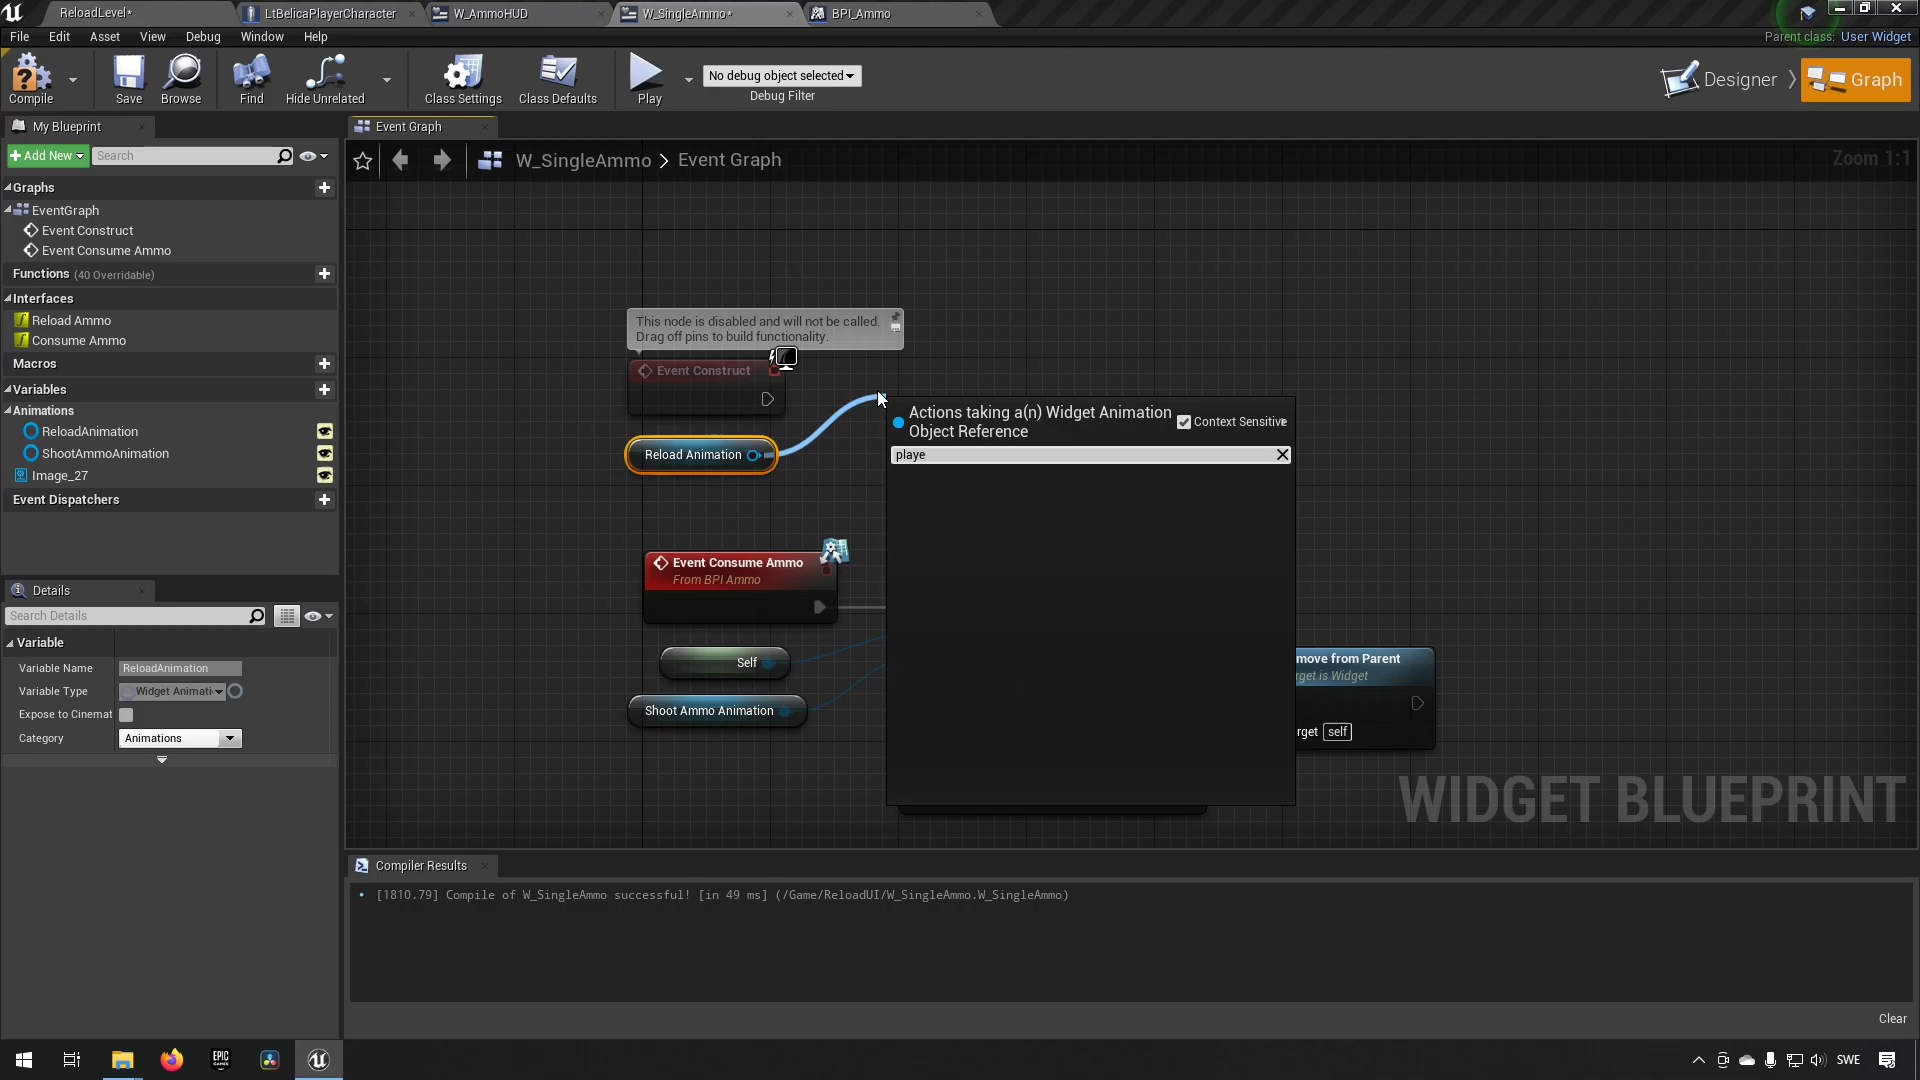 ReloadLevel*
LtBelicaPlayerCharacter
W_AmmoHUD
W_SingleAmmo*
BPI_Ammo
File Edit Asset View Debug Window Help
Parent class: User Widget
Compile
Save
Browse
Find
Hide Unrelated
Class Settings
Class Defaults
Play
No debug object selected
Debug Filter
Designer
Graph
My Blueprint
Event Graph
Add New
Search
W_SingleAmmo > Event Graph
Zoom 1:1
Graphs
EventGraph
Event Construct
Event Consume Ammo
Functions (40 Overridable)
Interfaces
Reload Ammo
Consume Ammo
Macros
Variables
Animations
ReloadAnimation
ShootAmmoAnimation
Image_27
Event Dispatchers
Details
Search Details
Variable
Variable Name ReloadAnimation
Variable Type Widget Animati
Expose to Cinemat
Category Animations
This node is disabled and will not be called.
Drag off pins to build functionality.
Event Construct
Reload Animation
Actions taking a(n) Widget Animation
Object Reference
Context Sensitive
playe
Event Consume Ammo
From BPI Ammo
Self
Shoot Ammo Animation
move from Parent
rget is Widget
rget self
WIDGET BLUEPRINT
Compiler Results
[1810.79] Compile of W_SingleAmmo successful! [in 49 ms] (/Game/ReloadUI/W_SingleAmmo.W_SingleAmmo)
Clear
EPIC
GAMES
SWE